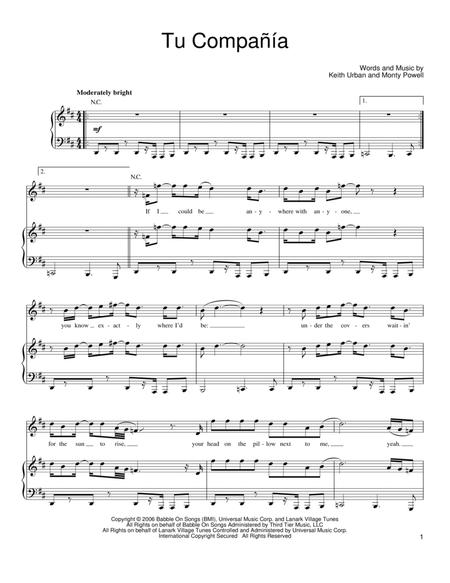 Tu Compañía
Words and Music by
Keith Urban and Monty Powell
Moderately bright
N.C.
1.
mf
2.
N.C.
If I could be an - y - where with an - y - one,
you know ex - act - ly where I'd be: un - der the cov - ers wait - in'
for the sun to rise, your head on the pil - low next to me, yeah.
Copyright © 2006 Babble On Songs (BMI), Universal Music Corp. and Lanark Village Tunes
All Rights on behalf of Babble On Songs Administered by Third Tier Music, LLC
All Rights on behalf of Lanark Village Tunes Controlled and Administered by Universal Music Corp.
International Copyright Secured All Rights Reserved
1